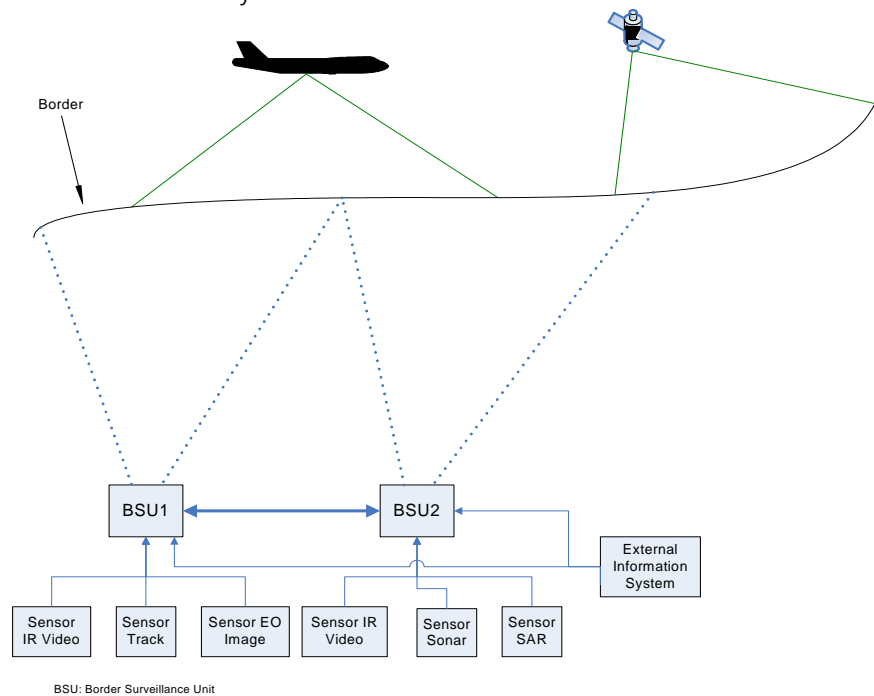 Border
BSU1
BSU2
External
Information
System
Sensor
IR Video
Sensor
Track
Sensor EO
Image
Sensor IR
Video
Sensor
Sonar
Sensor
SAR
BSU: Border Surveillance Unit